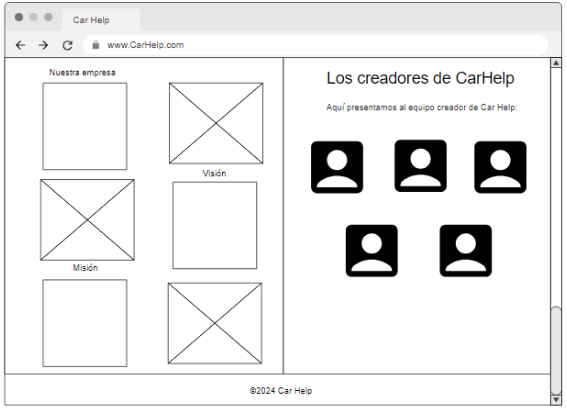 Car Help
www.CarHelp.com
Nuestra empresa
Visión
Misión
Los creadores de CarHelp
Aquí presentamos al equipo creador de Car Help:
©2024 Car Help